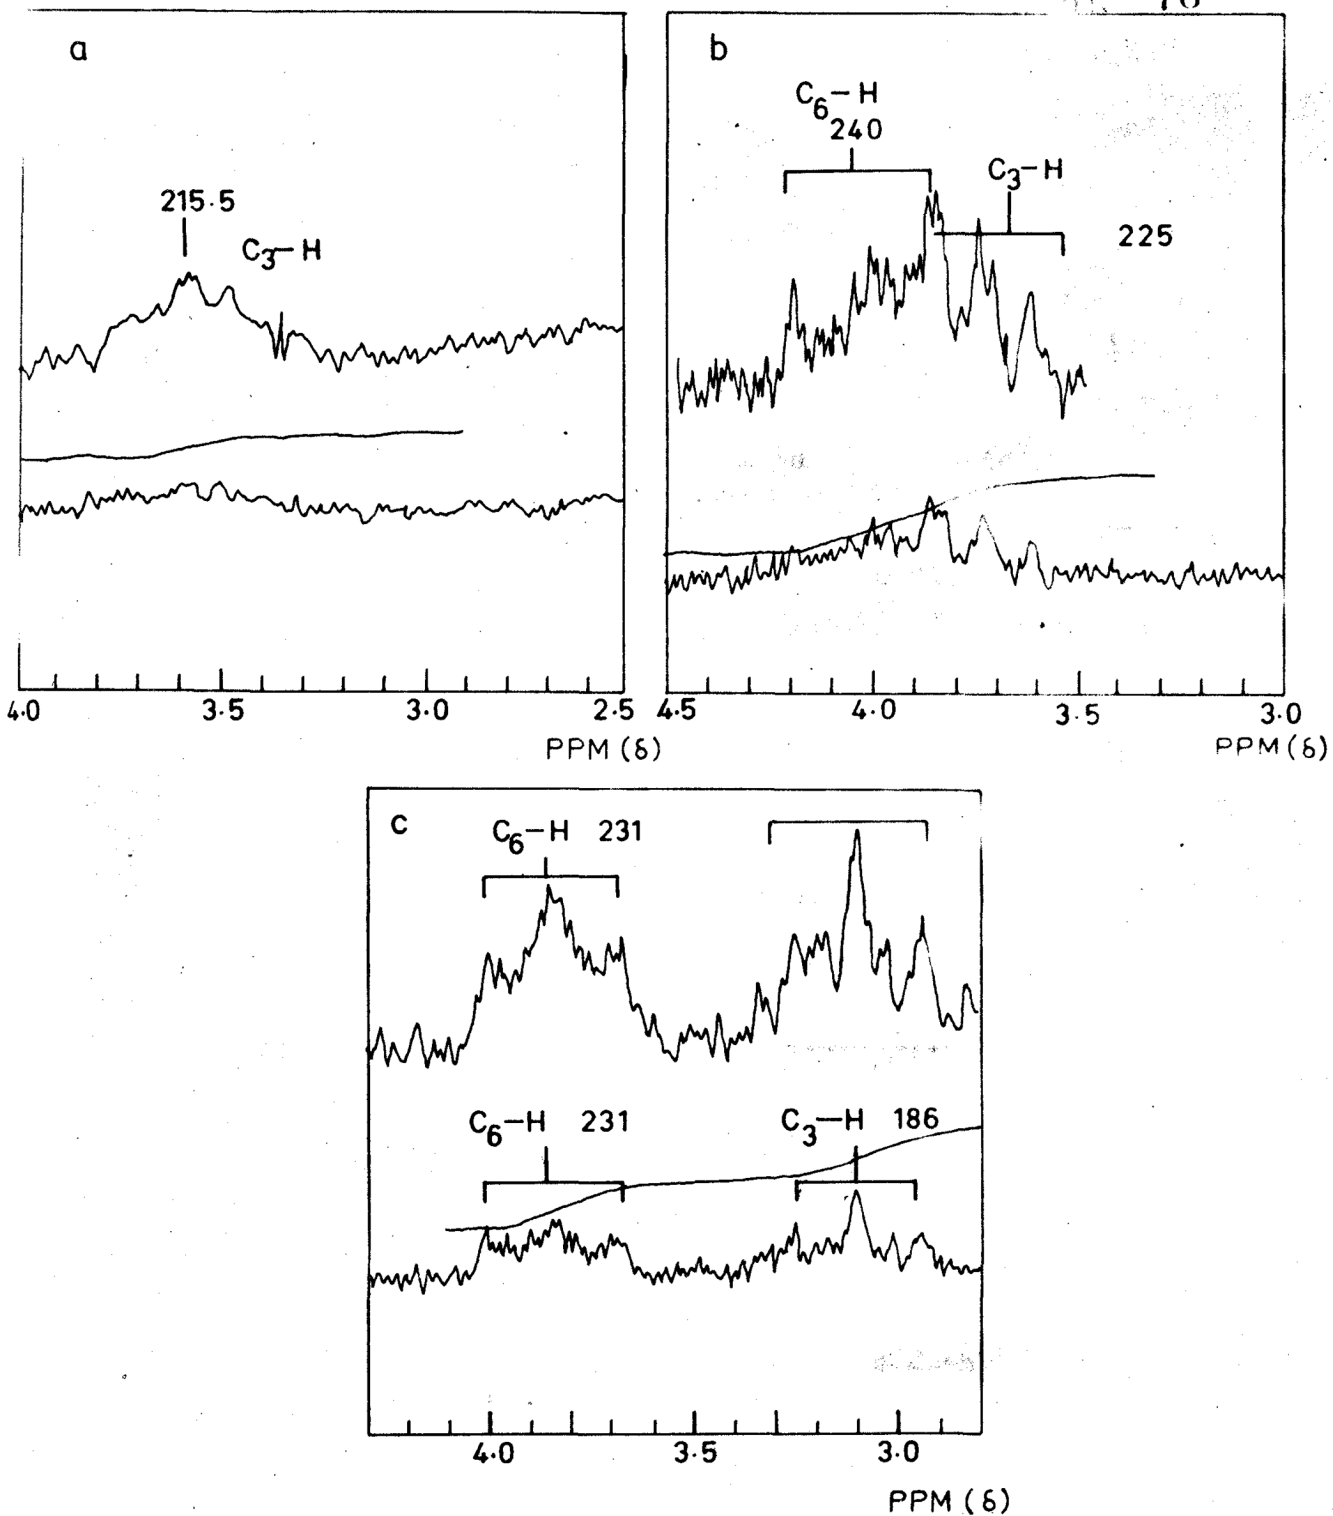 a
215.5
C3-H
4.0 3.5 3.0 2.5
PPM (δ)
b
C6-H
240
C3-H
225
4.5 4.0 3.5 3.0
PPM (δ)
c
C6-H 231
C6-H 231
C3-H 186
4.0 3.5 3.0
PPM (δ)